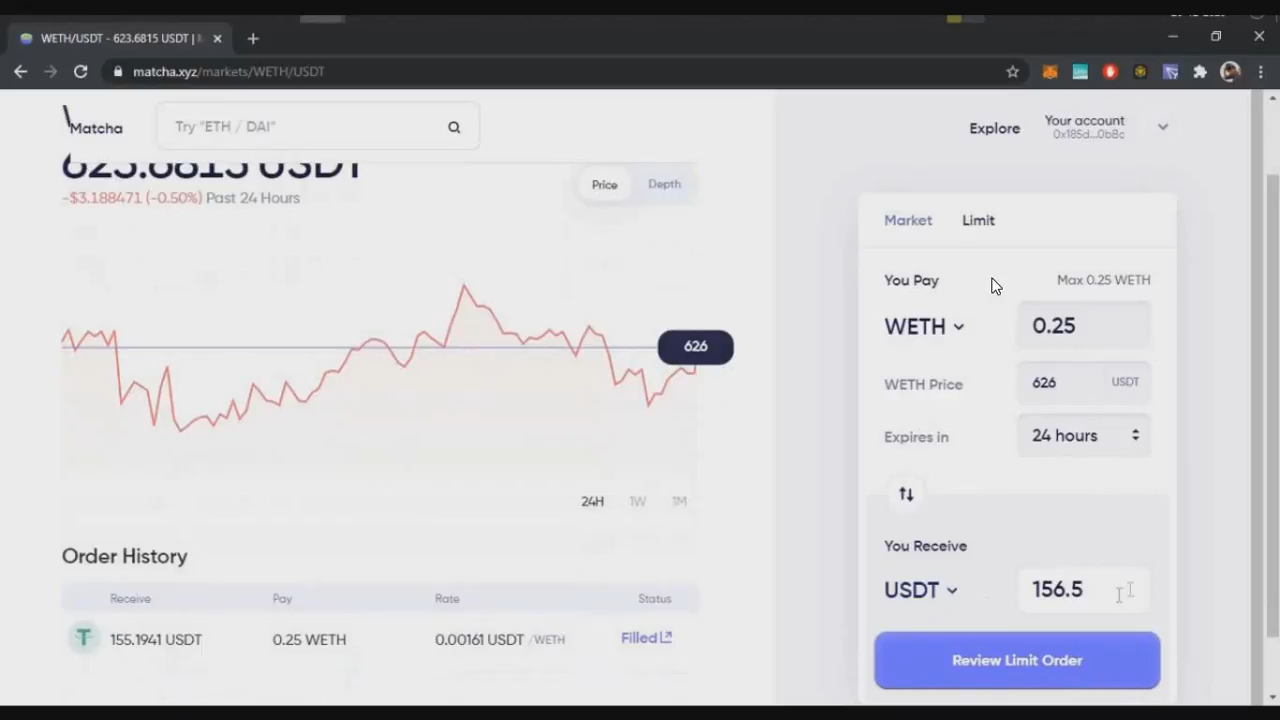 WETH/USDT - 623.6815 USDT |
matcha.xyz/markets/WETH/USDT
Matcha
Try "ETH / DAI"
Explore
Your account
0x185d...0b8c
623.6815 USDT
-$3.188471 (-0.50%) Past 24 Hours
Price
Depth
626
24H
1W
1M
Market
Limit
You Pay
Max 0.25 WETH
WETH
0.25
WETH Price
626
USDT
Expires in
24 hours
You Receive
USDT
156.5
Review Limit Order
Order History
Receive
Pay
Rate
Status
155.1941 USDT
0.25 WETH
0.00161 USDT /WETH
Filled